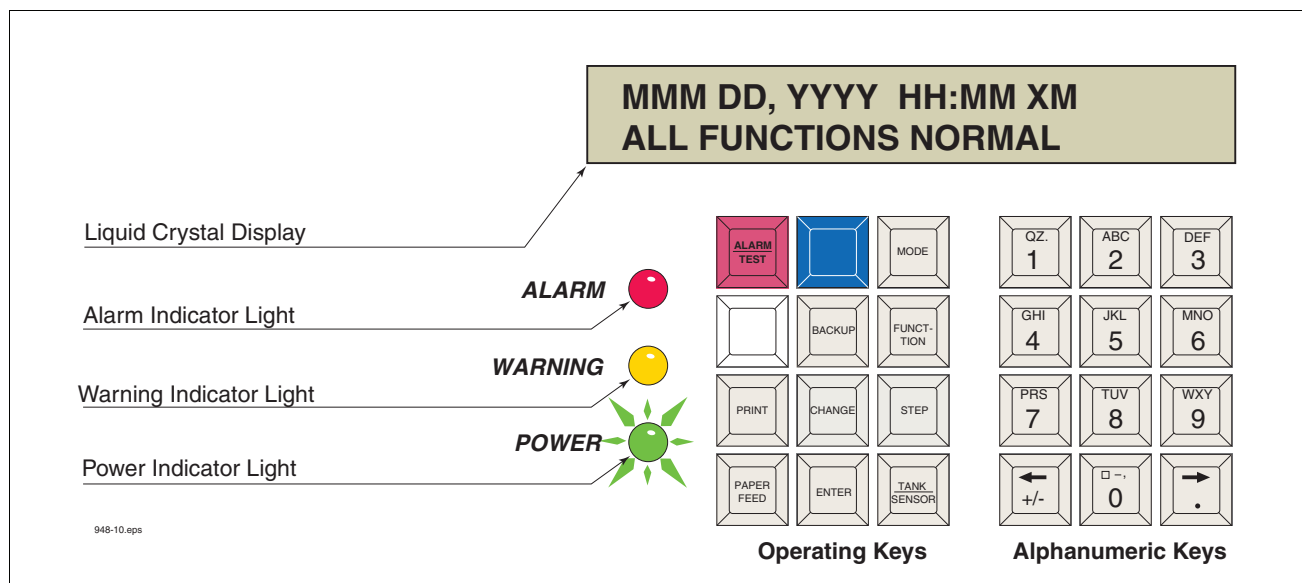 MMM DD, YYYY HH:MM XM
ALL FUNCTIONS NORMAL
Liquid Crystal Display
ALARM
Alarm Indicator Light
WARNING
Warning Indicator Light
POWER
Power Indicator Light
948-10.eps
ALARM
TEST
MODE
BACKUP
FUNCT-
TION
PRINT
CHANGE
STEP
PAPER
FEED
ENTER
TANK
SENSOR
Operating Keys
QZ.
1
ABC
2
DEF
3
GHI
4
JKL
5
MNO
6
PRS
7
TUV
8
WXY
9
←
+/-
□ –,
0
→
.
Alphanumeric Keys